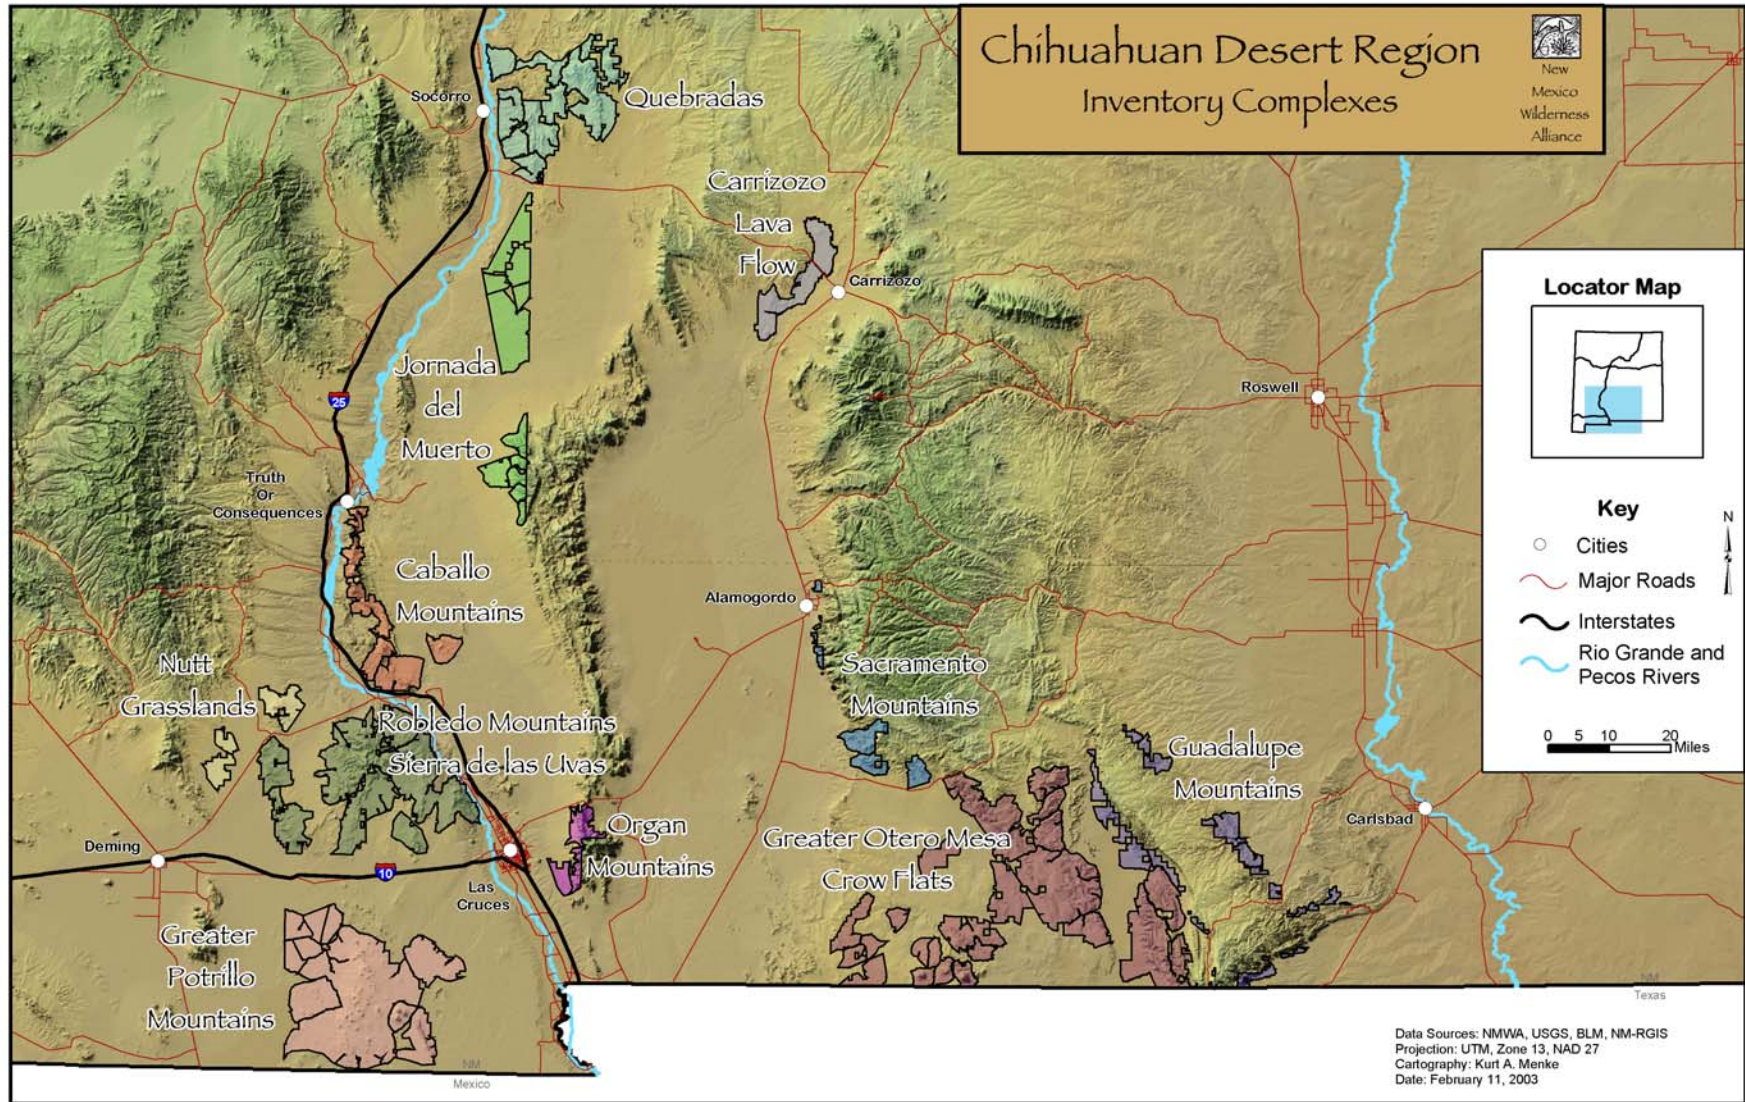 Chihuahuan Desert Region
Inventory Complexes
New
Mexico
Wilderness
Alliance
Socorro
Quebradas
Carrizozo
Lava
Flow
Carrizozo
Jornada
del
Muerto
25
Roswell
Truth
Or
Consequences
Caballo
Mountains
Alamogordo
Nutt
Grasslands
Sacramento
Mountains
Robledo Mountains
Sierra de las Uvas
Guadalupe
Mountains
Organ
Mountains
Greater Otero Mesa
Crow Flats
Carlsbad
Deming
10
Las
Cruces
Greater
Potrillo
Mountains
NM
Mexico
NM
Texas
Locator Map
Key
N
Cities
Major Roads
Interstates
Rio Grande and
Pecos Rivers
0 5 10 20
Miles
Data Sources: NMWA, USGS, BLM, NM-RGIS
Projection: UTM, Zone 13, NAD 27
Cartography: Kurt A. Menke
Date: February 11, 2003